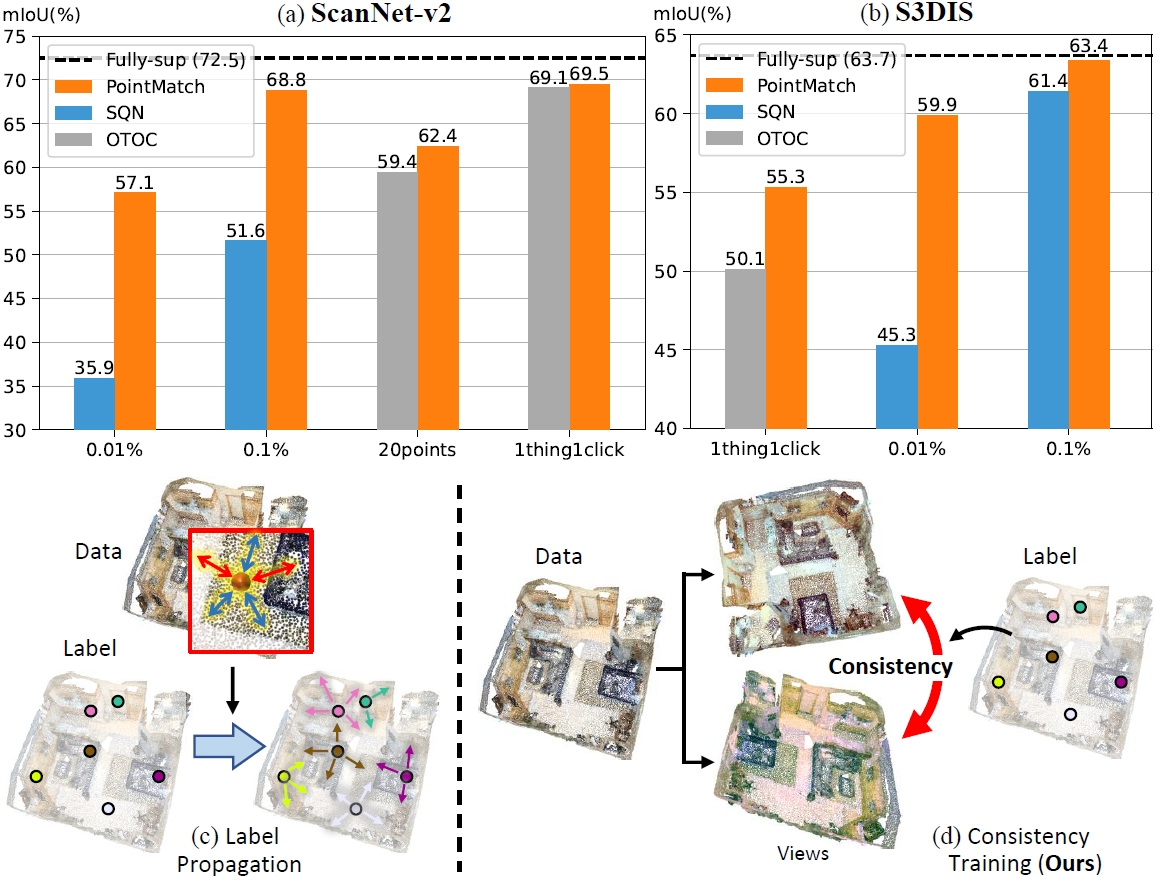 mIoU(%)
(a) ScanNet-v2
75
70
65
60
55
50
45
40
35
30
Fully-sup (72.5)
PointMatch
SQN
OTOC
35.9
57.1
51.6
68.8
59.4
62.4
69.1
69.5
0.01%
0.1%
20points
1thing1click
mIoU(%)
(b) S3DIS
65
60
55
50
45
40
Fully-sup (63.7)
PointMatch
SQN
OTOC
50.1
55.3
45.3
59.9
61.4
63.4
1thing1click
0.01%
0.1%
Data
Label
(c) Label
Propagation
Data
Consistency
Label
Views
(d) Consistency
Training (Ours)